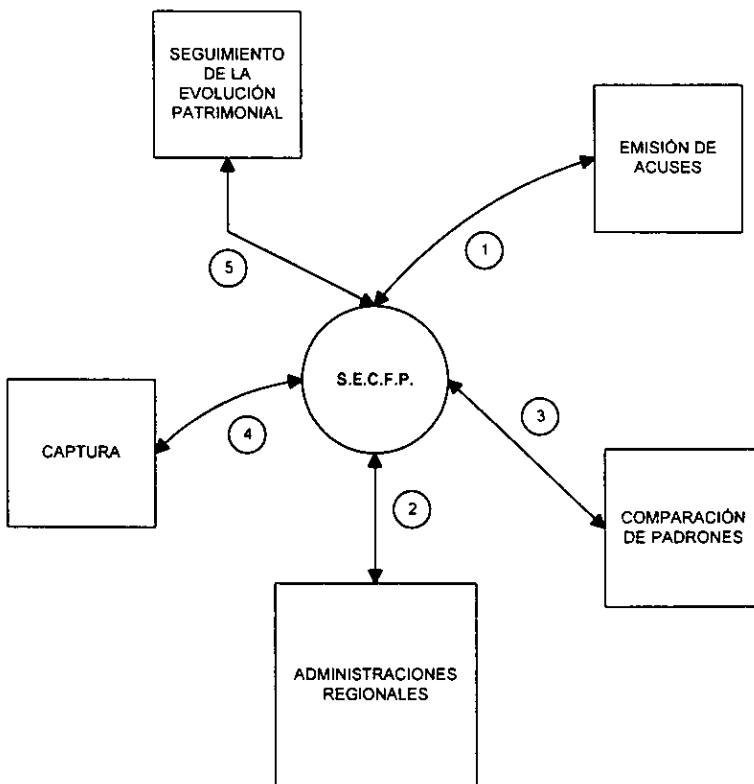 SEGUIMIENTO
DE LA
EVOLUCIÓN
PATRIMONIAL
EMISIÓN DE
ACUSES
1
5
S.E.C.F.P.
3
4
CAPTURA
2
COMPARACIÓN
DE PADRONES
ADMINISTRACIONES
REGIONALES